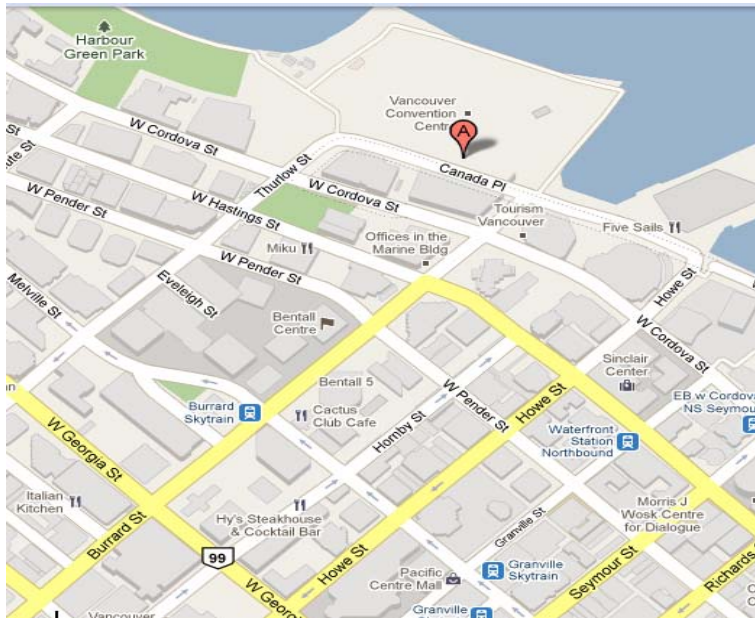 Harbour
Green Park
Vancouver
Convention
Centre
A
W Cordova St
Thurlow St
Canada Pl
W Cordova St
W Hastings St
W Pender St
Tourism
Vancouver
Five Sails
Miku
Offices in the
Marine Bldg
W Pender St
Howe St
Melville St
Eveleigh St
Bentall
Centre
W Cordova St
Sinclair
Center
Bentall 5
W Pender St
Howe St
EB w Cordova
NS Seymou
Burrard
Skytrain
Cactus
Club Cafe
Hornby St
Waterfront
Station
Northbound
W Georgia St
Italian
Kitchen
Hy's Steakhouse
& Cocktail Bar
Granville St
Morris J
Wosk Centre
for Dialogue
Burrard St
99
Howe St
Pacific
Centre Mall
Granville
Skytrain
Seymour St
Richards
W Georg
Granville
Vancouver